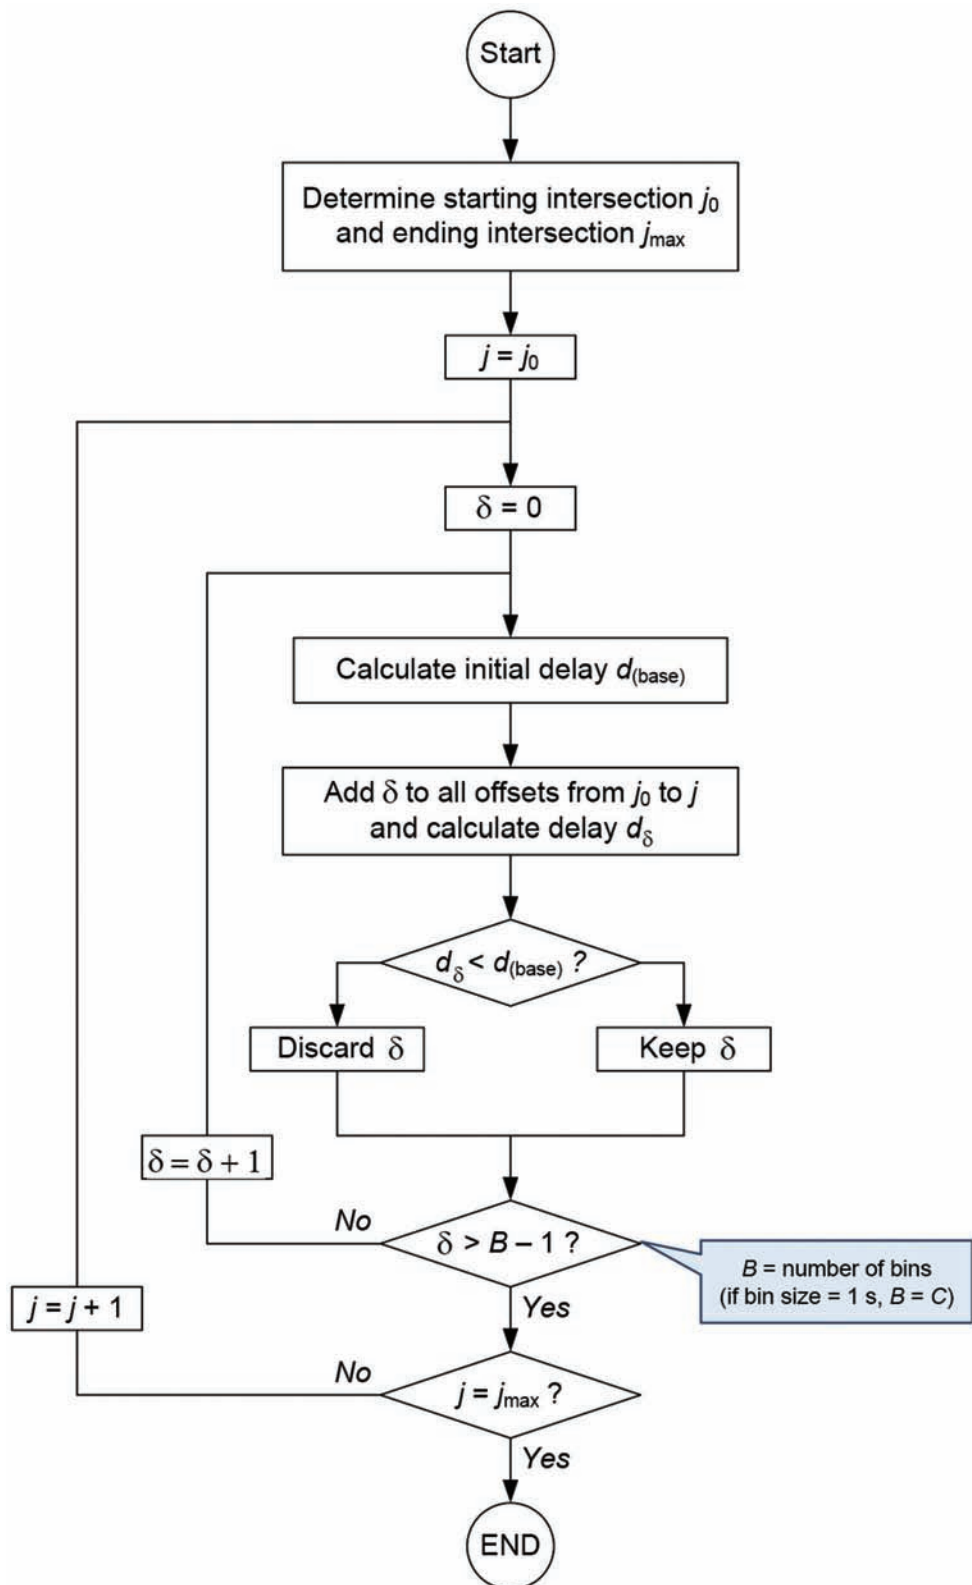 Start
Determine starting intersection j₀
and ending intersection jmax
j = j₀
δ = 0
Calculate initial delay d(base)
Add δ to all offsets from j₀ to j
and calculate delay dδ
dδ < d(base) ?
Discard δ
Keep δ
δ = δ + 1
No
δ > B – 1 ?
B = number of bins
(if bin size = 1 s, B = C)
Yes
j = j + 1
No
j = jmax ?
Yes
END